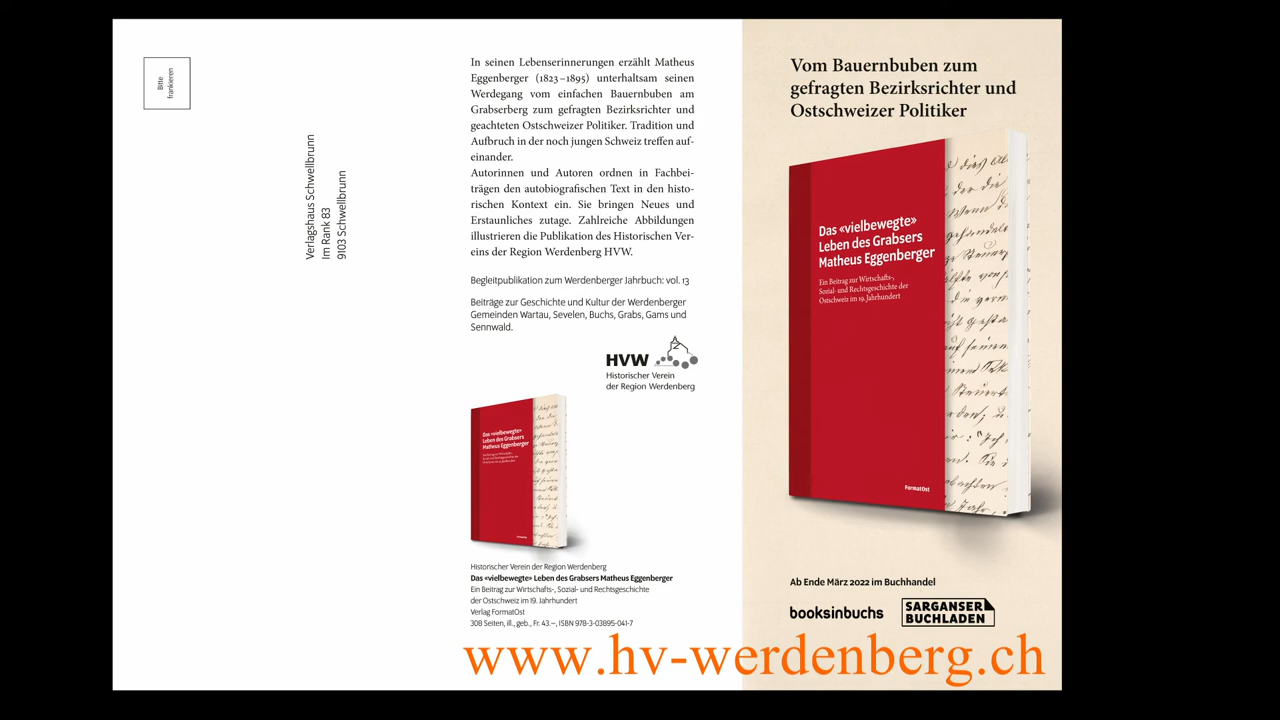 Bitte
frankieren
Verlagshaus Schwellbrunn
Im Rank 83
9103 Schwellbrunn
In seinen Lebenserinnerungen erzählt Matheus
Eggenberger (1823–1895) unterhaltsam seinen
Werdegang vom einfachen Bauernbuben am
Grabserberg zum gefragten Bezirksrichter und
geachteten Ostschweizer Politiker. Tradition und
Aufbruch in der noch jungen Schweiz treffen auf-
einander.
Autorinnen und Autoren ordnen in Fachbei-
trägen den autobiografischen Text in den histo-
rischen Kontext ein. Sie bringen Neues und
Erstaunliches zutage. Zahlreiche Abbildungen
illustrieren die Publikation des Historischen Ver-
eins der Region Werdenberg HVW.
Begleitpublikation zum Werdenberger Jahrbuch: vol. 13
Beiträge zur Geschichte und Kultur der Werdenberger
Gemeinden Wartau, Sevelen, Buchs, Grabs, Gams und
Sennwald.
HVW
Historischer Verein
der Region Werdenberg
Das «vielbewegte»
Leben des Grabsers
Matheus Eggenberger
Historischer Verein der Region Werdenberg
Das «vielbewegte» Leben des Grabsers Matheus Eggenberger
Ein Beitrag zur Wirtschafts-, Sozial- und Rechtsgeschichte
der Ostschweiz im 19. Jahrhundert
Verlag FormatOst
308 Seiten, ill., geb., Fr. 43.–, ISBN 978-3-03895-041-7
Vom Bauernbuben zum
gefragten Bezirksrichter und
Ostschweizer Politiker
Das «vielbewegte»
Leben des Grabsers
Matheus Eggenberger
Ein Beitrag zur Wirtschafts-,
Sozial- und Rechtsgeschichte der
Ostschweiz im 19. Jahrhundert
FormatOst
Ab Ende März 2022 im Buchhandel
booksinbuchs
SARGANSER
BUCHLADEN
www.hv-werdenberg.ch